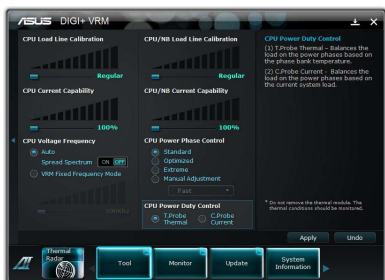 ASUS DIGI+ VRM
CPU Load Line Calibration
Regular
CPU/NB Load Line Calibration
Regular
CPU Current Capability
100%
CPU/NB Current Capability
100%
CPU Voltage Frequency
Auto
Spread Spectrum ON OFF
VRM Fixed Frequency Mode
CPU Power Phase Control
Standard
Optimized
Extreme
Manual Adjustment
Fast
CPU Power Duty Control
T.Probe
Thermal
C.Probe
Current
CPU Power Duty Control
(1) T.Probe Thermal - Balances the
load on the power phases based on
the phase bank temperature.
(2) C.Probe Current - Balances the
load on the power phases based on
the current system load.
* Do not remove the thermal module. The
thermal conditions should be monitored.
Apply Undo
Thermal
Radar
Tool
Monitor
Update
System
Information